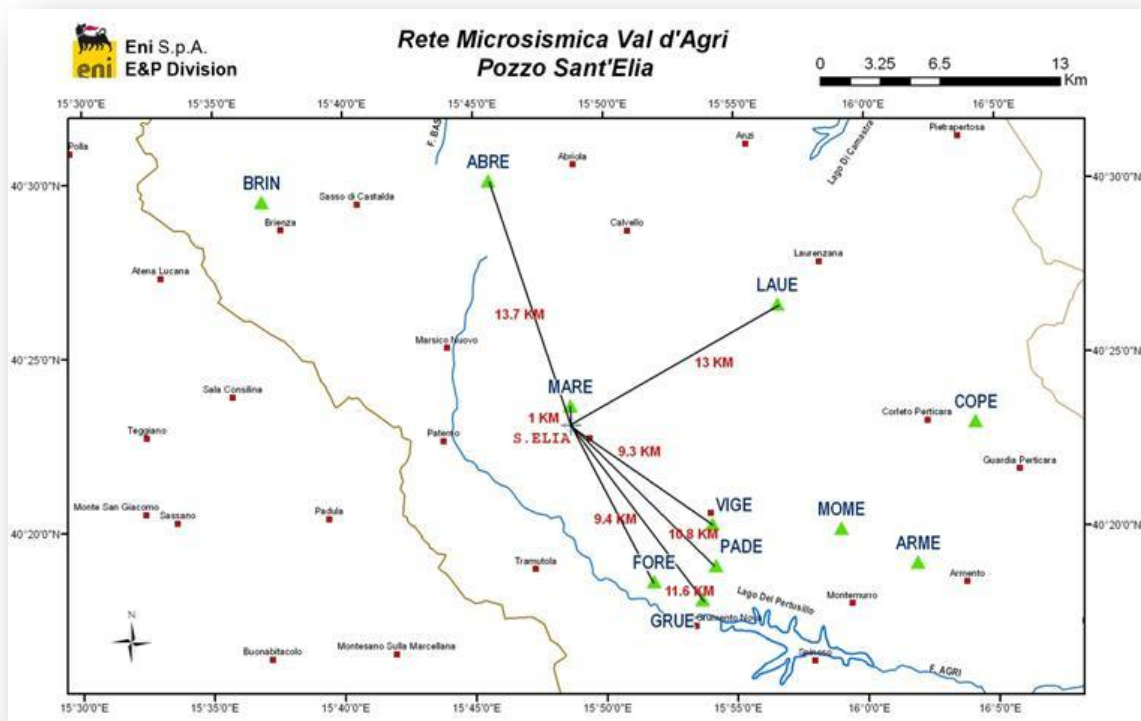 Eni S.p.A.
E&P Division
eni
Rete Microsismica Val d'Agri
Pozzo Sant'Elia
0 3.25 6.5 13
Km
15°30'0"E 15°35'0"E 15°40'0"E 15°45'0"E 15°50'0"E 15°55'0"E 16°0'0"E 16°5'0"E
Polla
F. BAS
Anzi
Lago Di Camastra
Pietrapertosa
ABRE
Abriola
40°30'0"N
40°30'0"N
BRIN
Sasso di Castalda
Brienza
Calvello
Laurenzana
Atena Lucana
LAUE
13.7 KM
Marsico Nuovo
40°25'0"N
13 KM
40°25'0"N
MARE
Sala Consilina
1 KM
COPE
Corleto Perticara
Teggiano
Paterno
S.ELIA
9.3 KM
Guardia Perticara
VIGE
MOME
Monte San Giacomo
Sassano
Padula
9.4 KM
10.8 KM
40°20'0"N
40°20'0"N
PADE
ARME
FORE
Tramutola
Armento
11.6 KM
Lago Del Pertusillo
Montemurro
GRUE
Grumento Nova
N
Buonabitacolo
Montesano Sulla Marcellana
Spinoso
F. AGRI
15°30'0"E 15°35'0"E 15°40'0"E 15°45'0"E 15°50'0"E 15°55'0"E 16°0'0"E 16°5'0"E